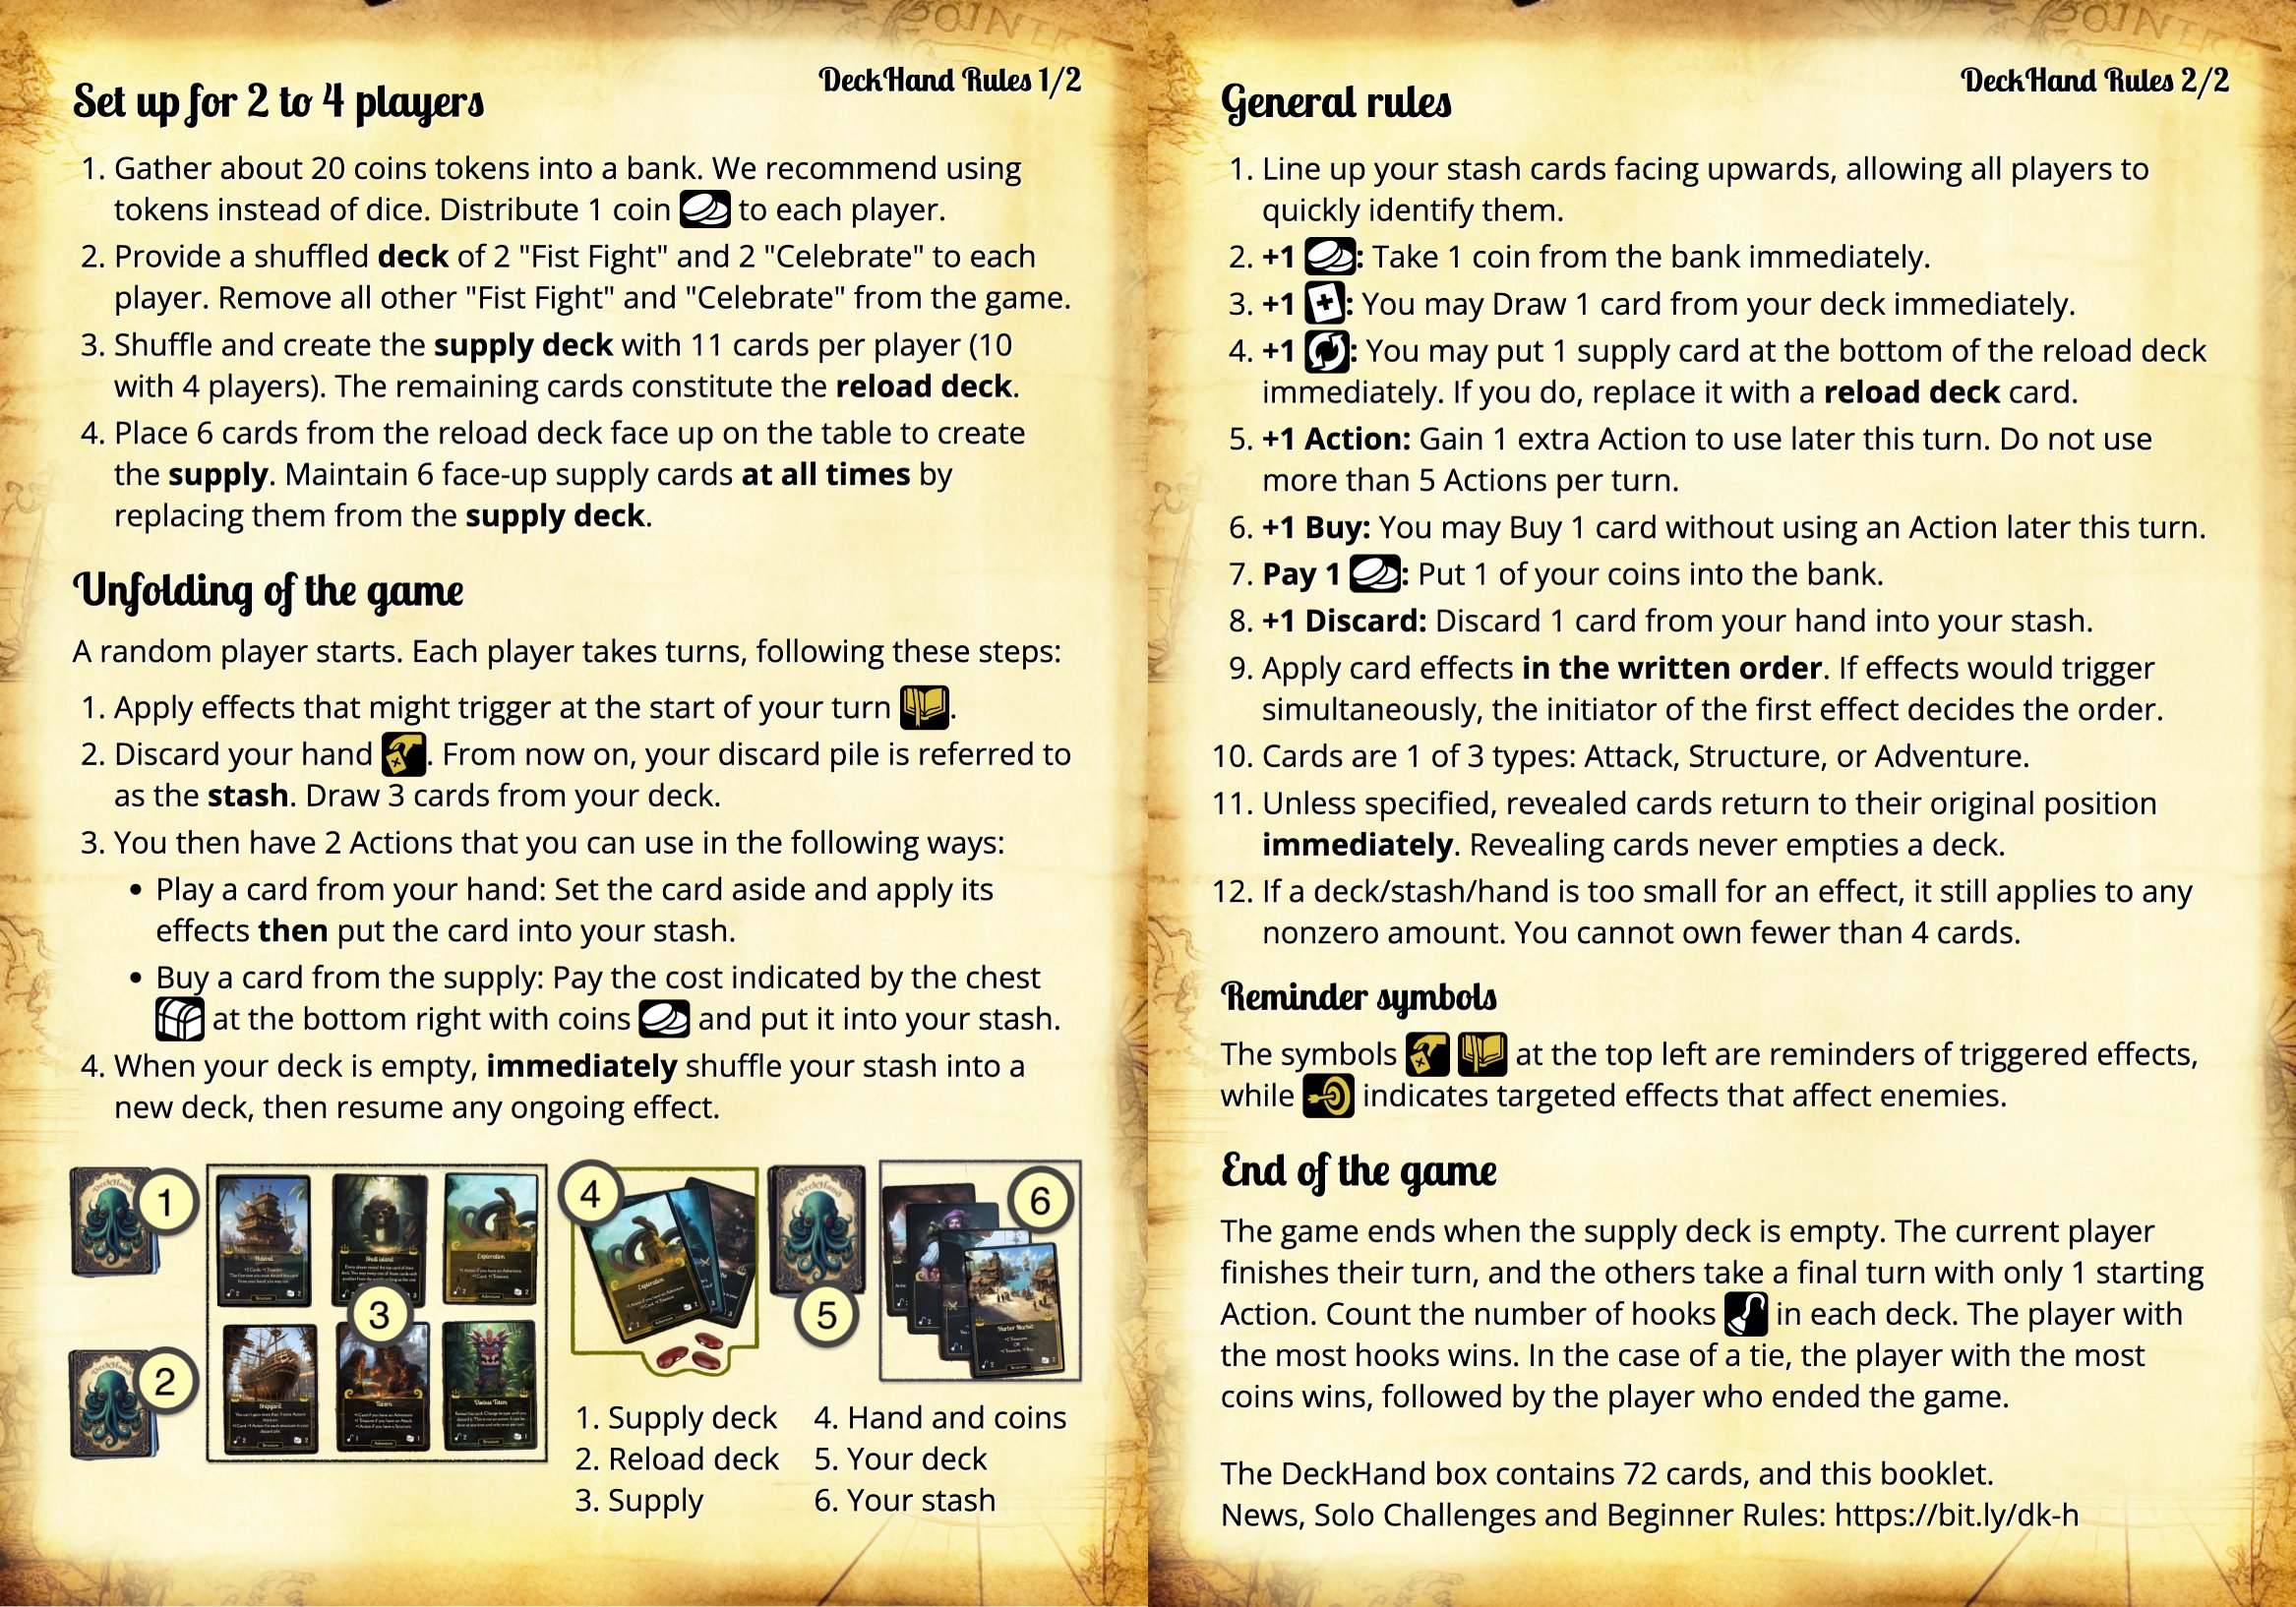 DeckHand Rules 1/2
Set up for 2 to 4 players
1. Gather about 20 coins tokens into a bank. We recommend using
tokens instead of dice. Distribute 1 coin to each player.
2. Provide a shuffled deck of 2 "Fist Fight" and 2 "Celebrate" to each
player. Remove all other "Fist Fight" and "Celebrate" from the game.
3. Shuffle and create the supply deck with 11 cards per player (10
with 4 players). The remaining cards constitute the reload deck.
4. Place 6 cards from the reload deck face up on the table to create
the supply. Maintain 6 face-up supply cards at all times by
replacing them from the supply deck.
Unfolding of the game
A random player starts. Each player takes turns, following these steps:
1. Apply effects that might trigger at the start of your turn .
2. Discard your hand . From now on, your discard pile is referred to
as the stash. Draw 3 cards from your deck.
3. You then have 2 Actions that you can use in the following ways:
• Play a card from your hand: Set the card aside and apply its
effects then put the card into your stash.
• Buy a card from the supply: Pay the cost indicated by the chest
at the bottom right with coins and put it into your stash.
4. When your deck is empty, immediately shuffle your stash into a
new deck, then resume any ongoing effect.
DeckHand
1
DeckHand
2
Skull Island
Exploration
3
Shipyard
Tavern
4
Exploration
Adventure
DeckHand
5
6
Harbor Market
Structure
1. Supply deck
2. Reload deck
3. Supply
4. Hand and coins
5. Your deck
6. Your stash
DeckHand Rules 2/2
General rules
1. Line up your stash cards facing upwards, allowing all players to
quickly identify them.
2. +1 : Take 1 coin from the bank immediately.
3. +1 : You may Draw 1 card from your deck immediately.
4. +1 : You may put 1 supply card at the bottom of the reload deck
immediately. If you do, replace it with a reload deck card.
5. +1 Action: Gain 1 extra Action to use later this turn. Do not use
more than 5 Actions per turn.
6. +1 Buy: You may Buy 1 card without using an Action later this turn.
7. Pay 1 : Put 1 of your coins into the bank.
8. +1 Discard: Discard 1 card from your hand into your stash.
9. Apply card effects in the written order. If effects would trigger
simultaneously, the initiator of the first effect decides the order.
10. Cards are 1 of 3 types: Attack, Structure, or Adventure.
11. Unless specified, revealed cards return to their original position
immediately. Revealing cards never empties a deck.
12. If a deck/stash/hand is too small for an effect, it still applies to any
nonzero amount. You cannot own fewer than 4 cards.
Reminder symbols
The symbols at the top left are reminders of triggered effects,
while indicates targeted effects that affect enemies.
End of the game
The game ends when the supply deck is empty. The current player
finishes their turn, and the others take a final turn with only 1 starting
Action. Count the number of hooks in each deck. The player with
the most hooks wins. In the case of a tie, the player with the most
coins wins, followed by the player who ended the game.
The DeckHand box contains 72 cards, and this booklet.
News, Solo Challenges and Beginner Rules: https://bit.ly/dk-h